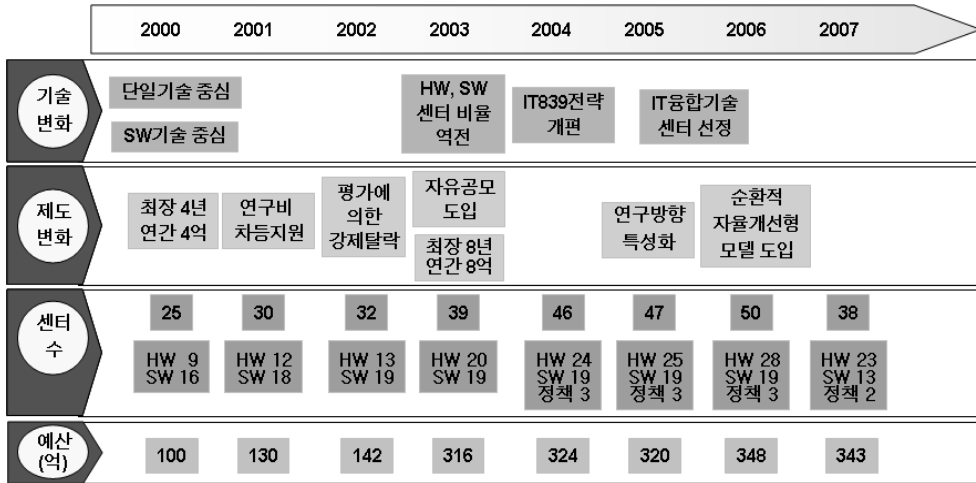 2000 2001 2002 2003 2004 2005 2006 2007
기술
변화
단일기술 중심
SW기술 중심
HW, SW
센터 비율
역전
IT839전략
개편
IT융합기술
센터 선정
제도
변화
최장 4년
연간 4억
연구비
차등지원
평가에
의한
강제탈락
자유공모
도입
최장 8년
연간 8억
연구방향
특성화
순환적
자율개선형
모델 도입
센터
수
25 30 32 39 46 47 50 38
HW 9
SW 16
HW 12
SW 18
HW 13
SW 19
HW 20
SW 19
HW 24
SW 19
정책 3
HW 25
SW 19
정책 3
HW 28
SW 19
정책 3
HW 23
SW 13
정책 2
예산
(억)
100 130 142 316 324 320 348 343